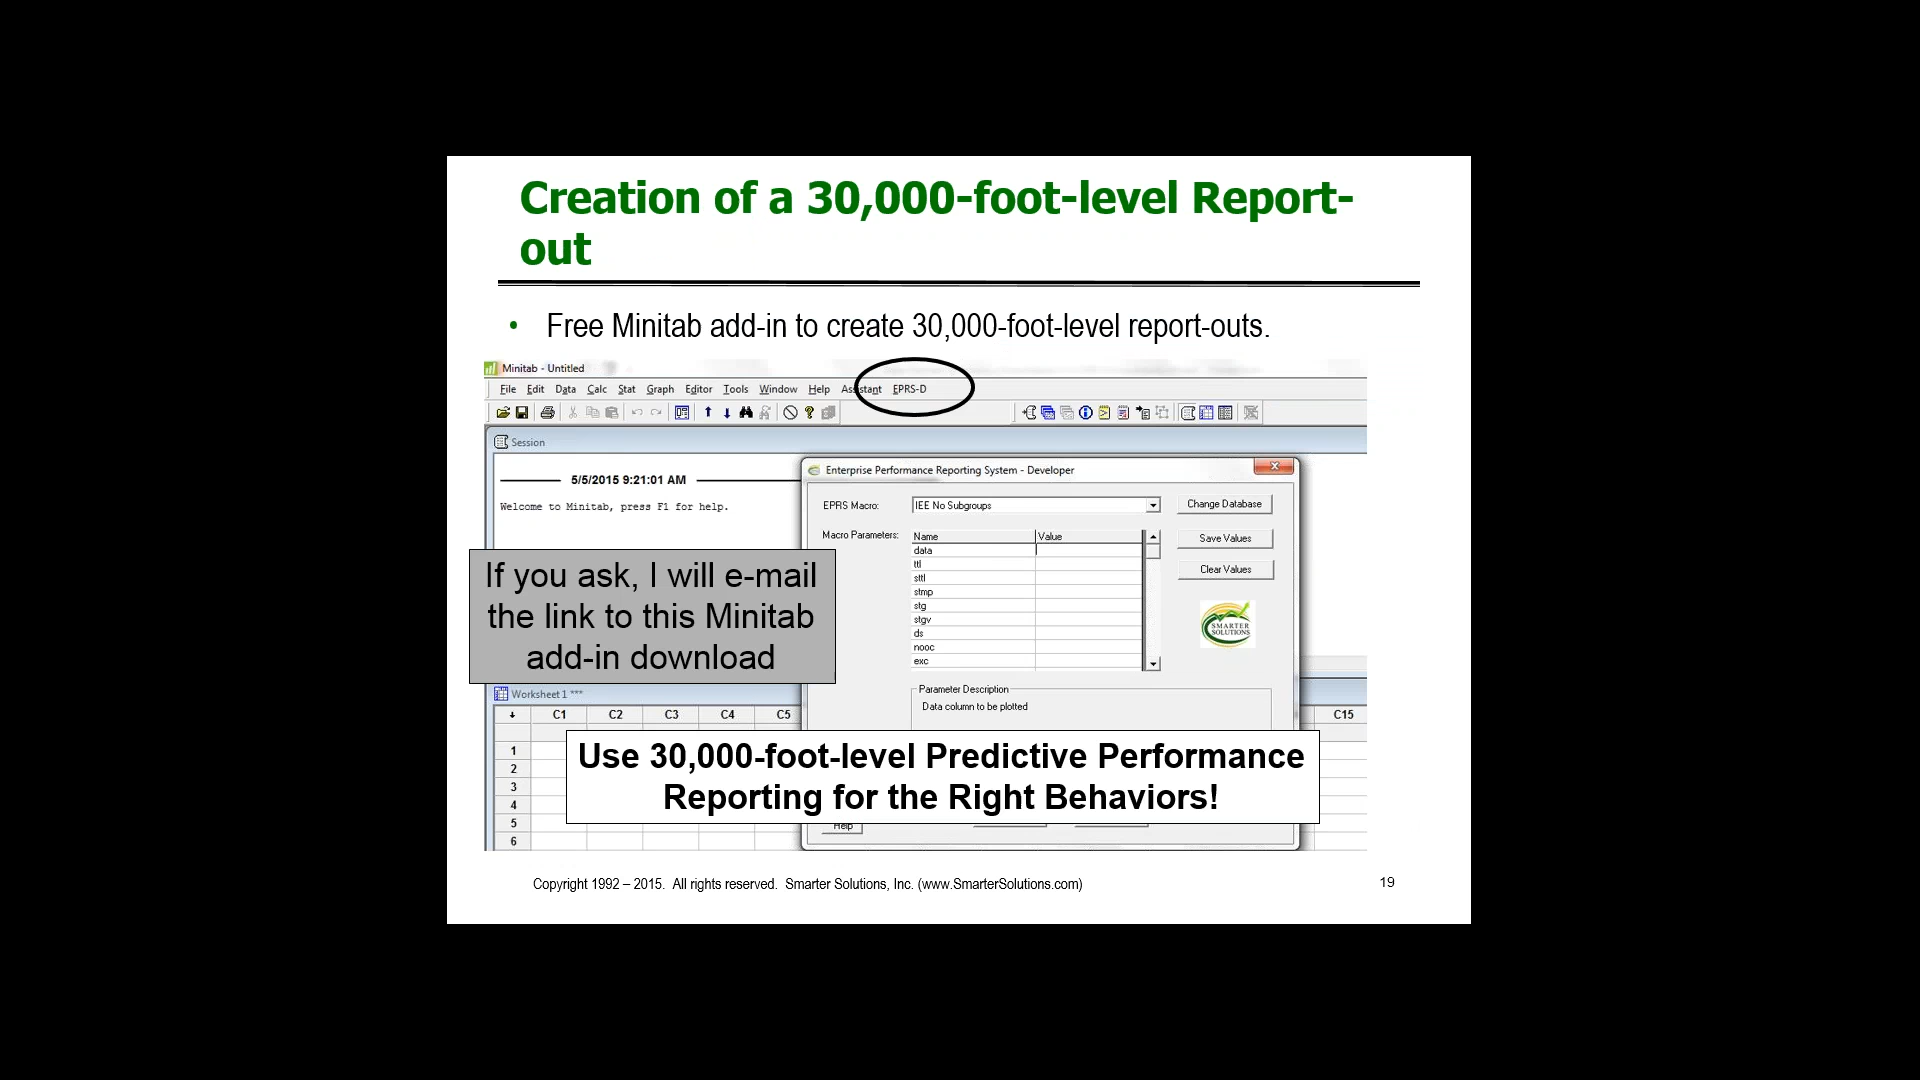 Creation of a 30,000-foot-level Report-
out
• Free Minitab add-in to create 30,000-foot-level report-outs.
Minitab - Untitled
File Edit Data Calc Stat Graph Editor Tools Window Help Assistant EPRS-D
Session
5/5/2015 9:21:01 AM
Welcome to Minitab, press F1 for help.
Enterprise Performance Reporting System - Developer
EPRS Macro: IEE No Subgroups Change Database
Macro Parameters: Name Value Save Values
data
ttl Clear Values
sttl
stmp
stg
stgv
ds
nooc
exc
SMARTER
SOLUTIONS
Parameter Description
Data column to be plotted
If you ask, I will e-mail
the link to this Minitab
add-in download
Worksheet 1 ***
C1 C2 C3 C4 C5 C15
1
2
3
4
5
6
Use 30,000-foot-level Predictive Performance
Reporting for the Right Behaviors!
Help
Copyright 1992 – 2015. All rights reserved. Smarter Solutions, Inc. (www.SmarterSolutions.com)
19